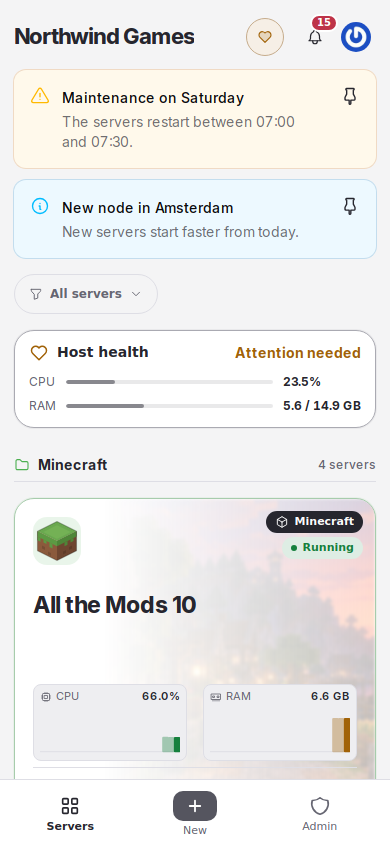 Northwind Games
15
Maintenance on Saturday
The servers restart between 07:00
and 07:30.
New node in Amsterdam
New servers start faster from today.
All servers
Host health
Attention needed
CPU
23.5%
RAM
5.6 / 14.9 GB
Minecraft
4 servers
Minecraft
Running
All the Mods 10
CPU
66.0%
RAM
6.6 GB
Servers
New
Admin